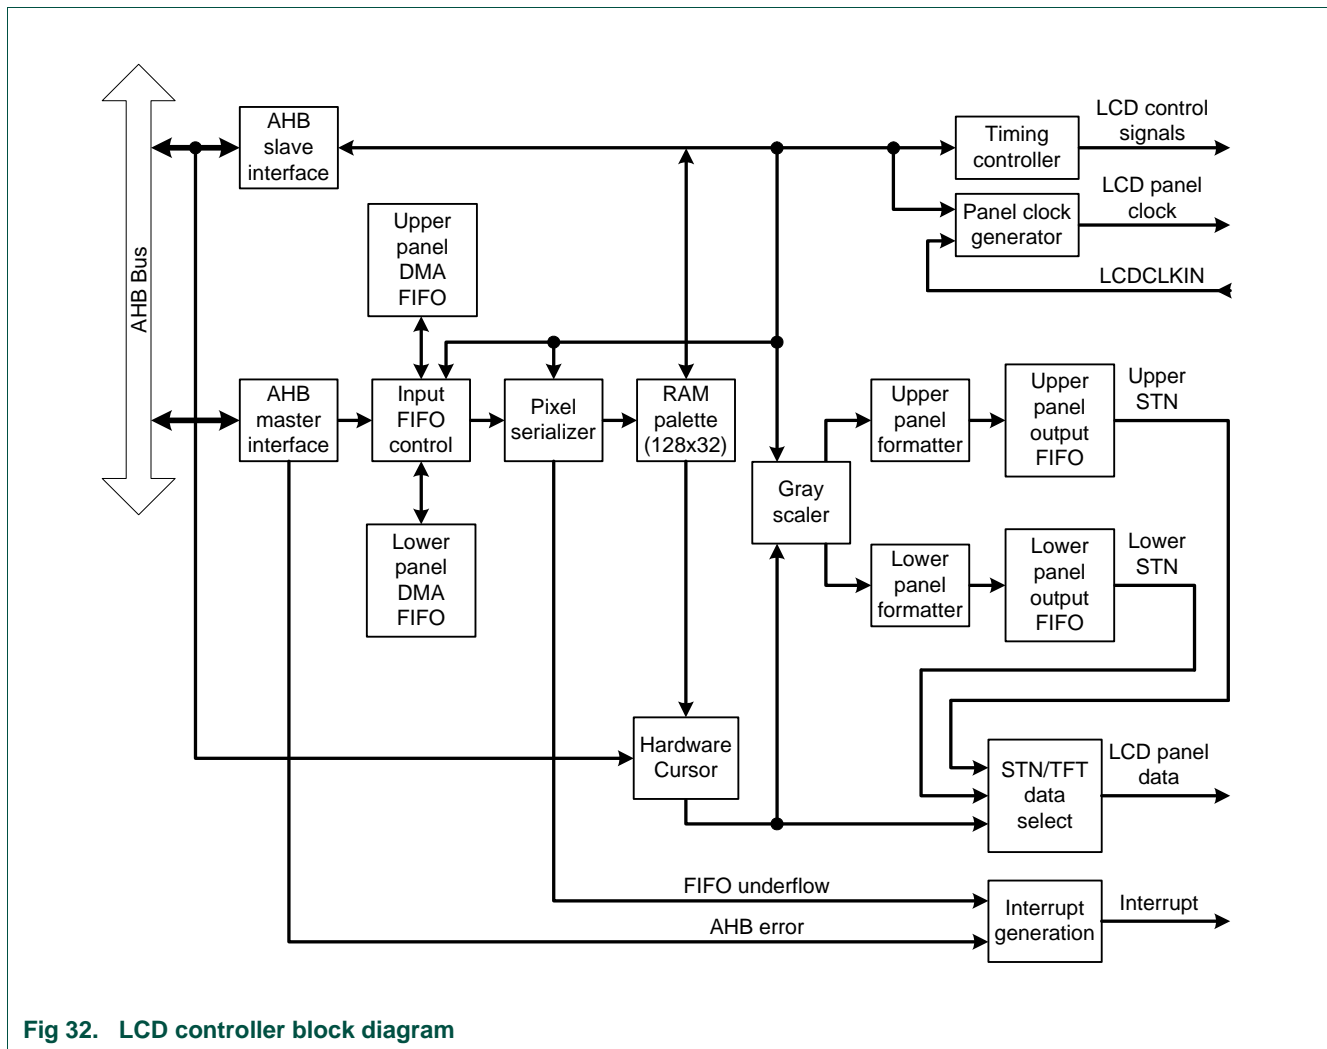 AHB Bus
AHB
slave
interface
Timing
controller
LCD control
signals
Panel clock
generator
LCD panel
clock
LCDCLKIN
Upper
panel
DMA
FIFO
AHB
master
interface
Input
FIFO
control
Pixel
serializer
RAM
palette
(128x32)
Lower
panel
DMA
FIFO
Gray
scaler
Upper
panel
formatter
Upper
panel
output
FIFO
Upper
STN
Lower
panel
formatter
Lower
panel
output
FIFO
Lower
STN
Hardware
Cursor
STN/TFT
data
select
LCD panel
data
FIFO underflow
AHB error
Interrupt
generation
Interrupt
Fig 32. LCD controller block diagram